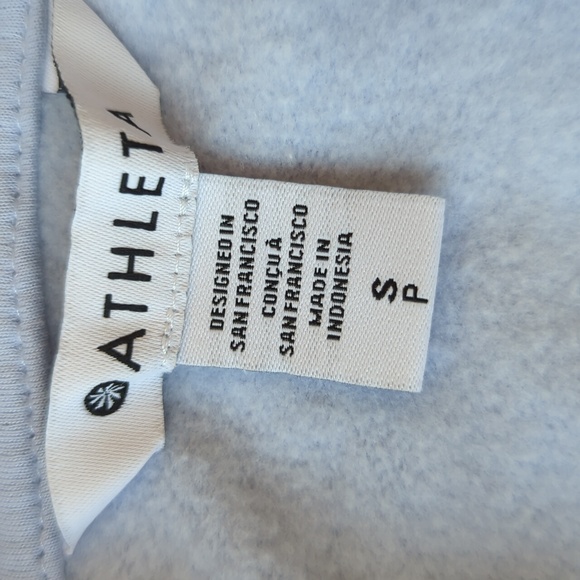 ATHLETA
DESIGNED IN
SAN FRANCISCO
CONÇU À
SAN FRANCISCO
MADE IN
INDONESIA
S
P